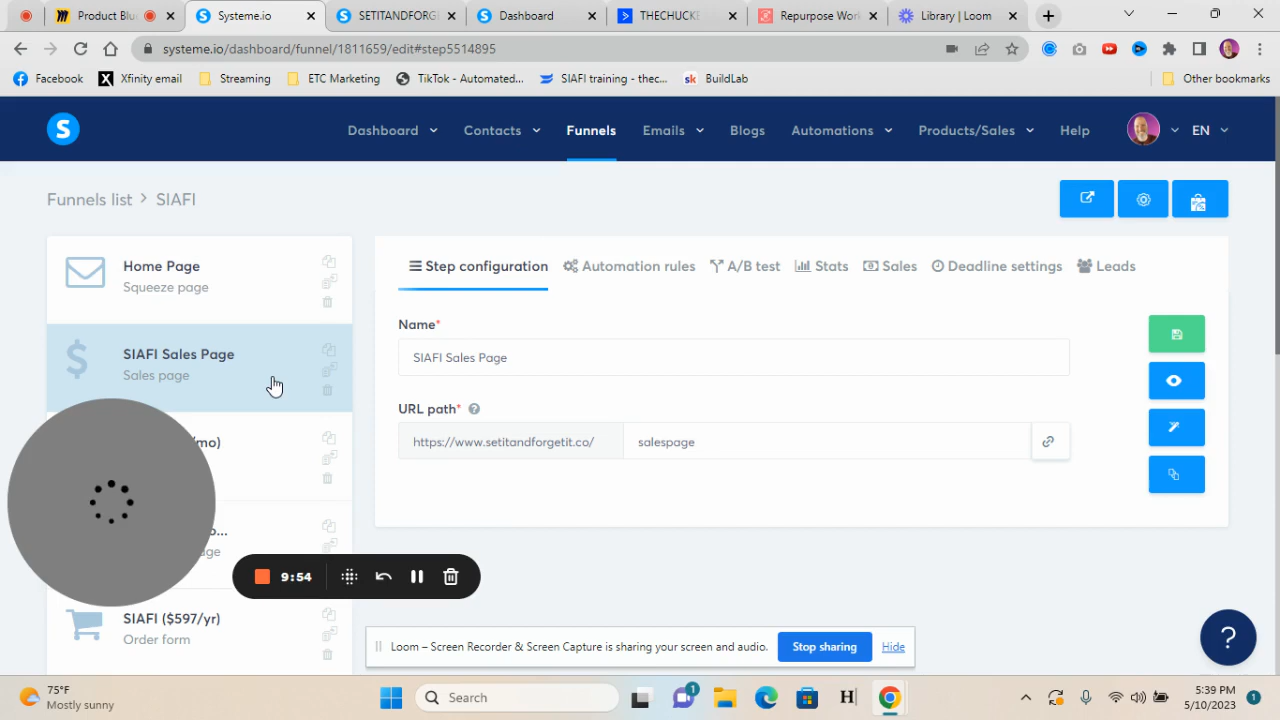 Product Blu
Systeme.io
SETITANDFORG
Dashboard
THECHUCK
Repurpose Wor
Library | Loom
systeme.io/dashboard/funnel/1811659/edit#step5514895
Facebook
Xfinity email
Streaming
ETC Marketing
TikTok - Automated...
SIAFI training - thec...
sk BuildLab
Other bookmarks
S
Dashboard
Contacts
Funnels
Emails
Blogs
Automations
Products/Sales
Help
EN
Funnels list > SIAFI
Home Page
Squeeze page
SIAFI Sales Page
Sales page
/mo)
o...
age
SIAFI ($597/yr)
Order form
Step configuration
Automation rules
A/B test
Stats
Sales
Deadline settings
Leads
Name*
SIAFI Sales Page
URL path* ?
https://www.setitandforgetit.co/
salespage
9:54
Loom – Screen Recorder & Screen Capture is sharing your screen and audio.
Stop sharing
Hide
?
75°F
Mostly sunny
Search
1
H
5:39 PM
5/10/2023
1